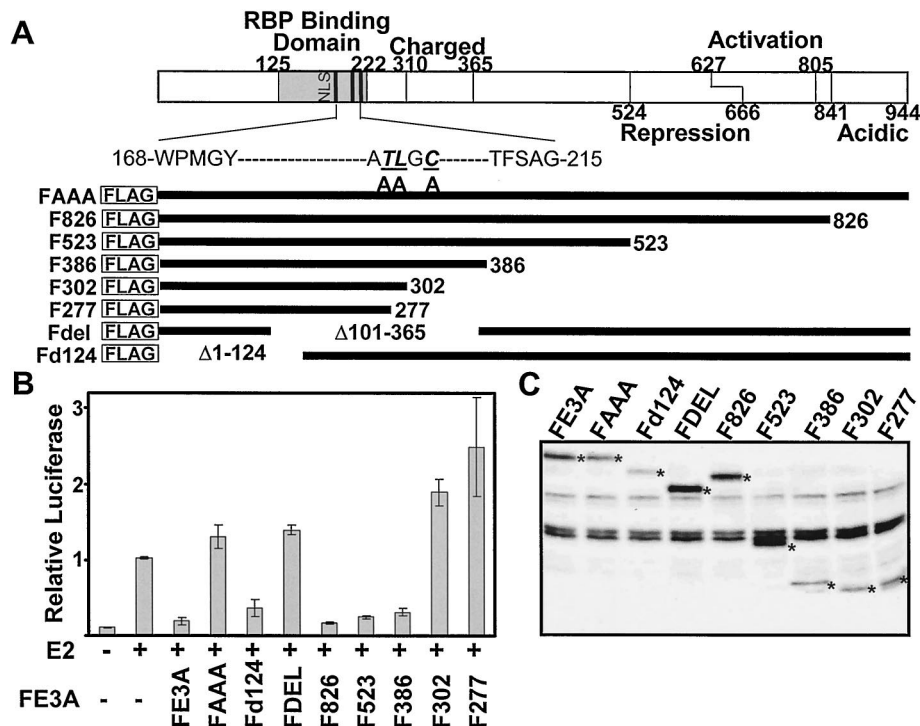 A
RBP Binding
Domain
Charged
Activation
125
222
310
365
627
805
NLS
524
666
841
944
Repression
Acidic
168-WPMGY----------------ATLGC------TFSAG-215
AA A
FAAA FLAG
F826 FLAG 826
F523 FLAG 523
F386 FLAG 386
F302 FLAG 302
F277 FLAG 277
Fdel FLAG Δ101-365
Fd124 FLAG Δ1-124
B
Relative Luciferase
3
2
1
E2 - + + + + + + + + + +
FE3A - - FE3A FAAA Fd124 FDEL F826 F523 F386 F302 F277
C
FE3A FAAA Fd124 FDEL F826 F523 F386 F302 F277
* * * * * * * * *